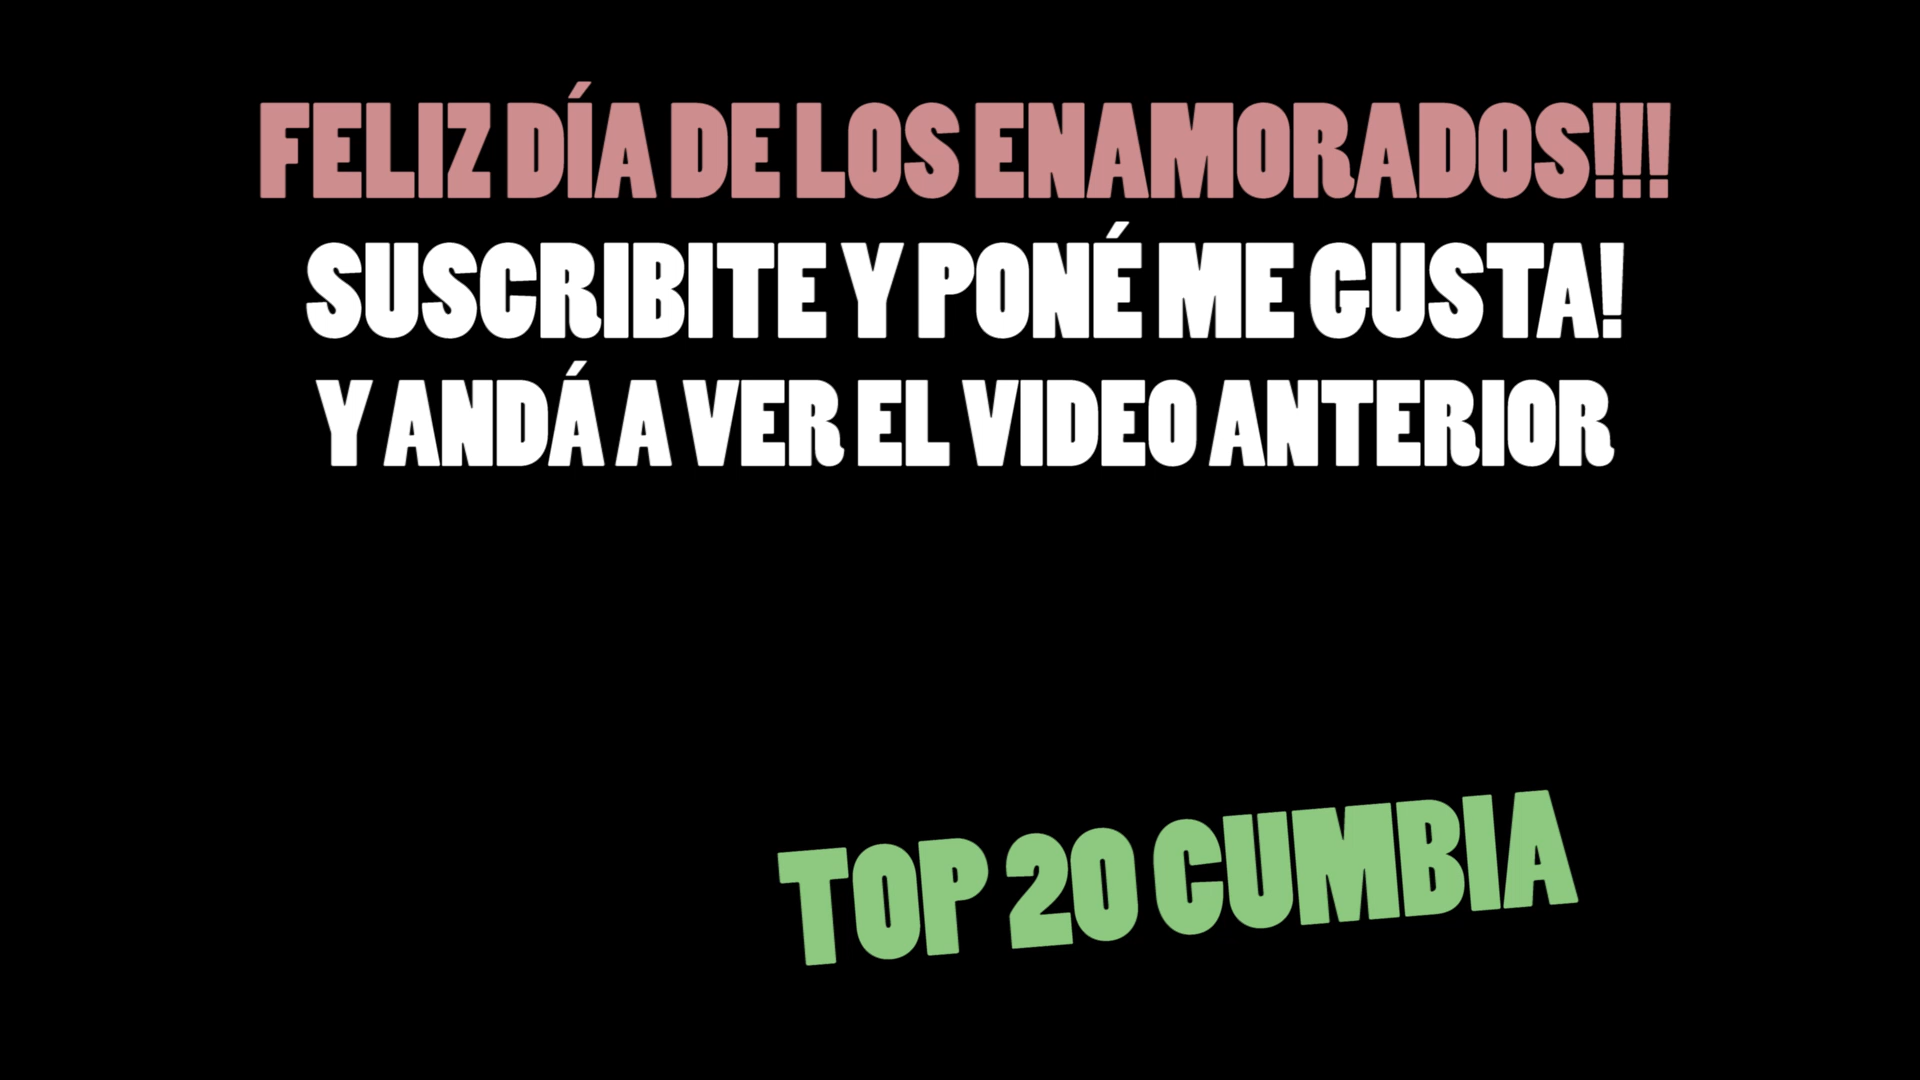 FELIZ DÍA DE LOS ENAMORADOS!!!
SUSCRIBITE Y PONÉ ME GUSTA!
Y ANDÁ A VER EL VIDEO ANTERIOR
TOP 20 CUMBIA